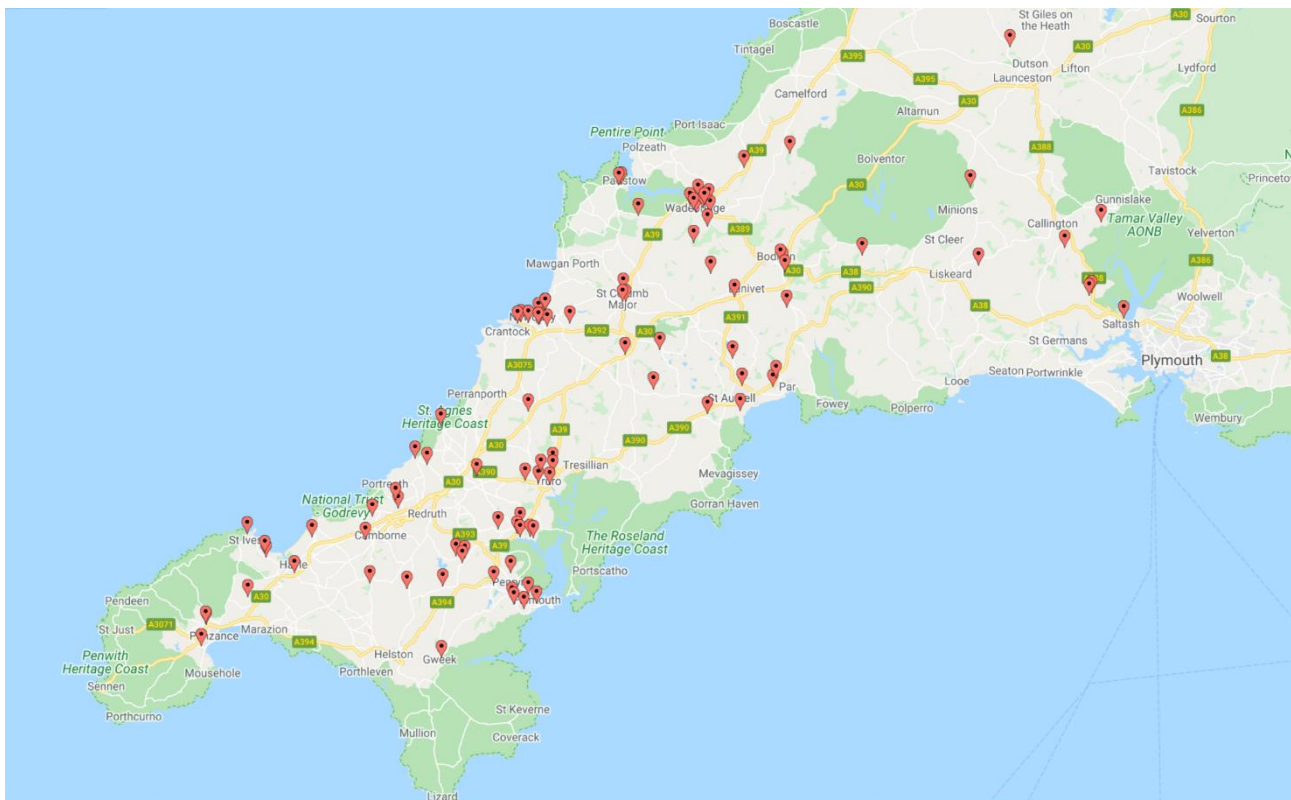 St Giles on
the Heath
A30
Sourton
Boscastle
Tintagel
A395
A30
Dutson
Lifton
Launceston
Lydford
A395
Camelford
A30
Altarnun
A386
Port Isaac
Pentire Point
Polzeath
A39
A388
Bolventor
Tavistock
Padstow
A30
Princetow
Gunnislake
Wadebridge
Minions
Tamar Valley
AONB
Callington
A39
A389
St Cleer
Yelverton
Mawgan Porth
Bodmin
A386
A30
A38
Liskeard
A390
St Columb
Major
Lanivet
Woolwell
A38
Saltash
A391
Newquay
Crantock
A392
A30
St Germans
Plymouth
A38
A3075
Seaton
Portwrinkle
Looe
Par
Perranporth
St Austell
Fowey
Polperro
Wembury
St. Agnes
Heritage Coast
A39
A390
A30
A390
A390
Tresillian
Mevagissey
Portreath
A30
Truro
National Trust
- Godrevy
Gorran Haven
Redruth
Camborne
A393
The Roseland
Heritage Coast
St Ives
A39
Hayle
Portscatho
Penryn
Pendeen
A30
A394
Falmouth
St Just
A3071
Marazion
Penzance
A394
Helston
Gweek
Penwith
Heritage Coast
Mousehole
Porthleven
Sennen
Porthcurno
St Keverne
Mullion
Coverack
Lizard